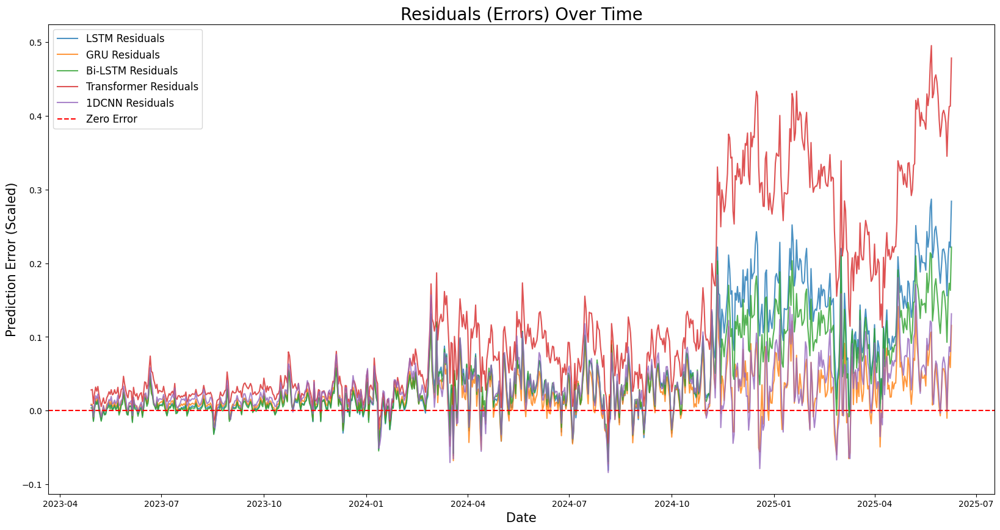 Residuals (Errors) Over Time
LSTM Residuals
GRU Residuals
Bi-LSTM Residuals
Transformer Residuals
1DCNN Residuals
Zero Error
Prediction Error (Scaled)
0.5
0.4
0.3
0.2
0.1
0.0
−0.1
2023-04 2023-07 2023-10 2024-01 2024-04 2024-07 2024-10 2025-01 2025-04 2025-07
Date